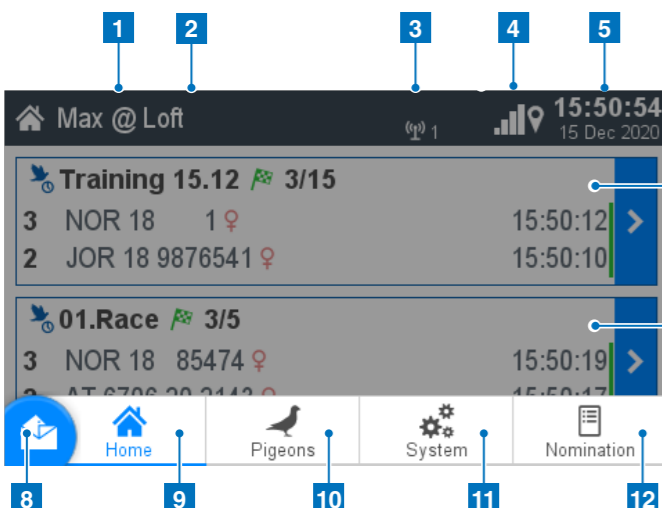 1 2 3 4 5
Max @ Loft 1 15:50:54
15 Dec 2020
Training 15.12 3/15
3 NOR 18 1♀ 15:50:12
2 JOR 18 9876541♀ 15:50:10
01.Race 3/5
3 NOR 18 85474♀ 15:50:19
Home Pigeons System Nomination
8 9 10 11 12